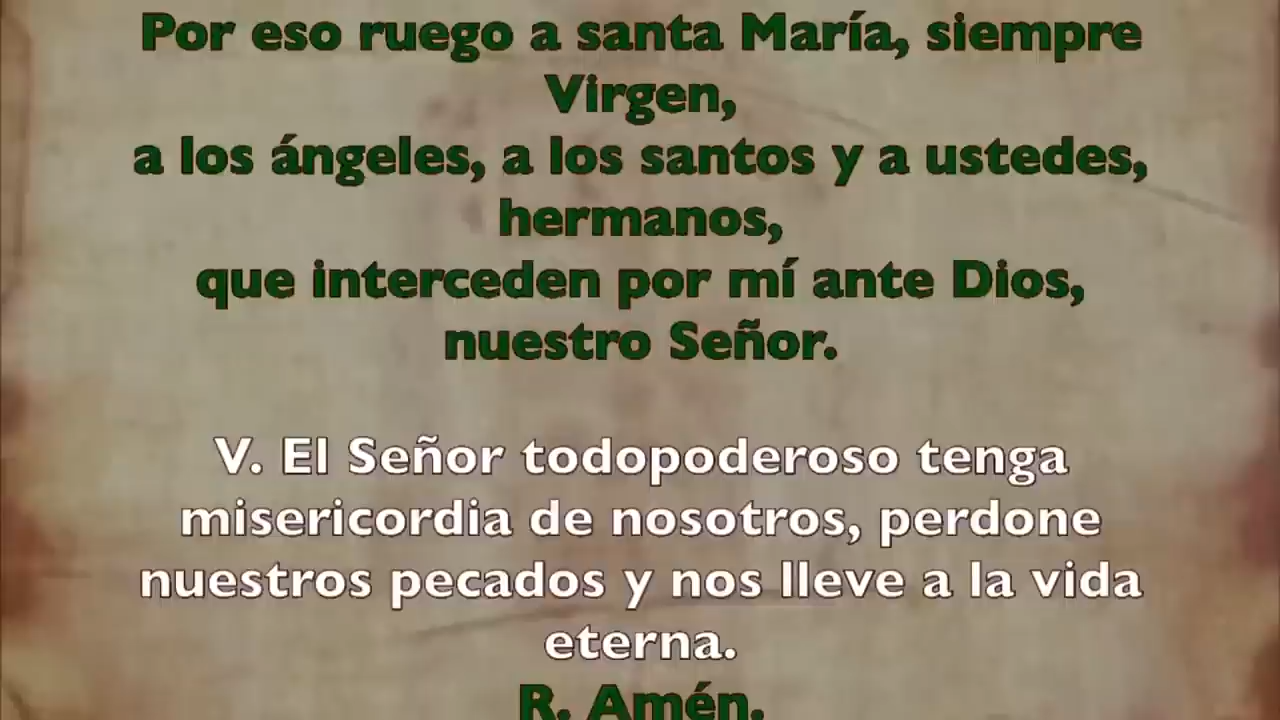 Por eso ruego a santa María, siempre
Virgen,
a los ángeles, a los santos y a ustedes,
hermanos,
que interceden por mí ante Dios,
nuestro Señor.
V. El Señor todopoderoso tenga
misericordia de nosotros, perdone
nuestros pecados y nos lleve a la vida
eterna.
R. Amén.